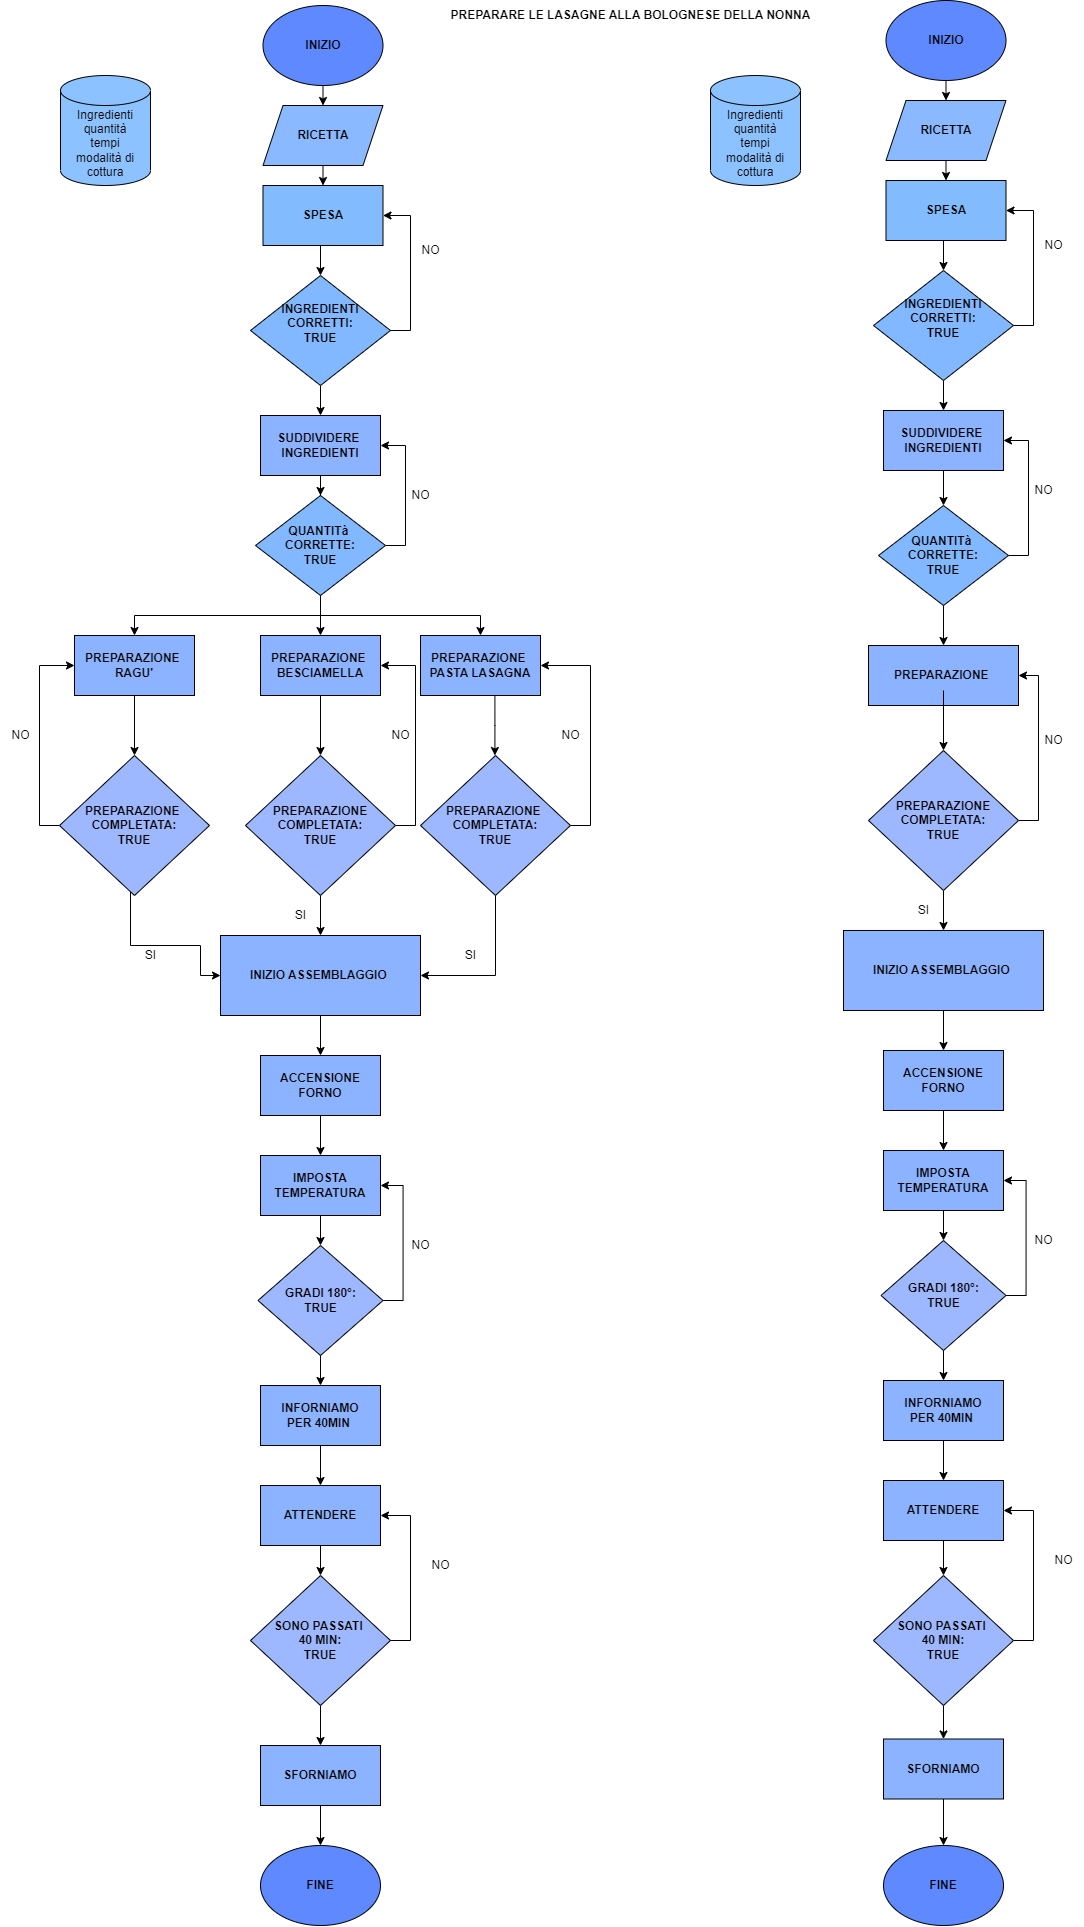 PREPARARE LE LASAGNE ALLA BOLOGNESE DELLA NONNA
INIZIO
Ingredienti
quantità
tempi
modalità di
cottura
RICETTA
SPESA
NO
INGREDIENTI
CORRETTI:
TRUE
SUDDIVIDERE
INGREDIENTI
NO
QUANTITà
CORRETTE:
TRUE
PREPARAZIONE
RAGU'
PREPARAZIONE
BESCIAMELLA
PREPARAZIONE
PASTA LASAGNA
NO
NO
NO
PREPARAZIONE
COMPLETATA:
TRUE
PREPARAZIONE
COMPLETATA:
TRUE
PREPARAZIONE
COMPLETATA:
TRUE
SI
SI
SI
INIZIO ASSEMBLAGGIO
ACCENSIONE
FORNO
IMPOSTA
TEMPERATURA
NO
GRADI 180°:
TRUE
INFORNIAMO
PER 40MIN
ATTENDERE
NO
SONO PASSATI
40 MIN:
TRUE
SFORNIAMO
FINE
INIZIO
Ingredienti
quantità
tempi
modalità di
cottura
RICETTA
SPESA
NO
INGREDIENTI
CORRETTI:
TRUE
SUDDIVIDERE
INGREDIENTI
NO
QUANTITà
CORRETTE:
TRUE
PREPARAZIONE
NO
PREPARAZIONE
COMPLETATA:
TRUE
SI
INIZIO ASSEMBLAGGIO
ACCENSIONE
FORNO
IMPOSTA
TEMPERATURA
NO
GRADI 180°:
TRUE
INFORNIAMO
PER 40MIN
ATTENDERE
NO
SONO PASSATI
40 MIN:
TRUE
SFORNIAMO
FINE